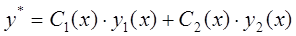 y* = C₁(x)·y₁(x) + C₂(x)·y₂(x)